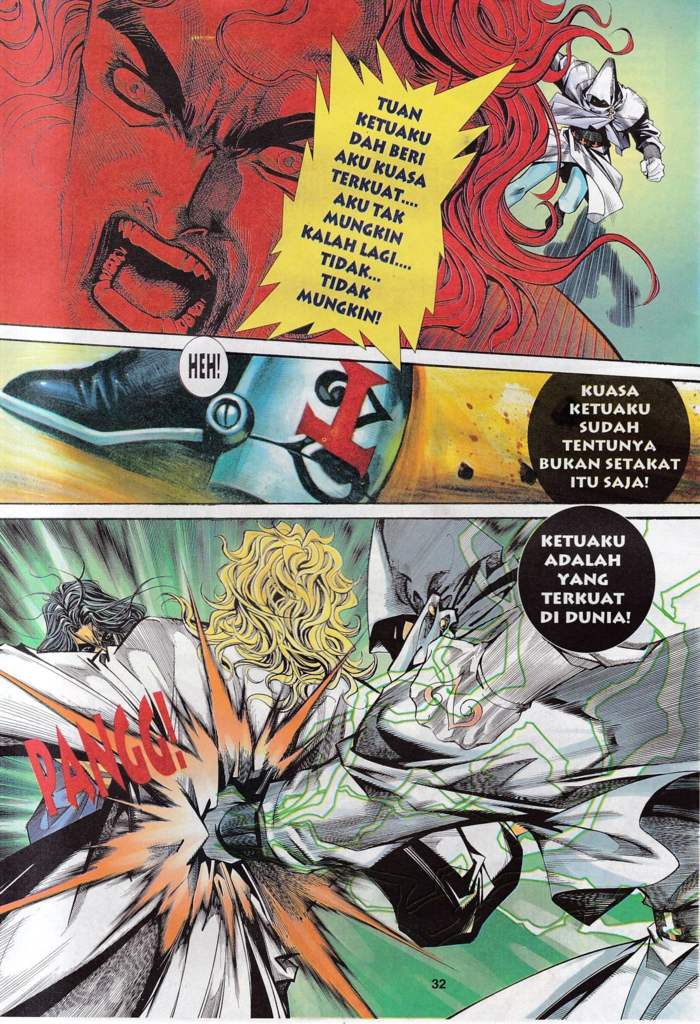 TUAN
KETUAKU
DAH BERI
AKU KUASA
TERKUAT....
AKU TAK
MUNGKIN
KALAH LAGI....
TIDAK...
TIDAK
MUNGKIN!
HEH!
KUASA
KETUAKU
SUDAH
TENTUNYA
BUKAN SETAKAT
ITU SAJA!
KETUAKU
ADALAH
YANG
TERKUAT
DI DUNIA!
PANGG!
32